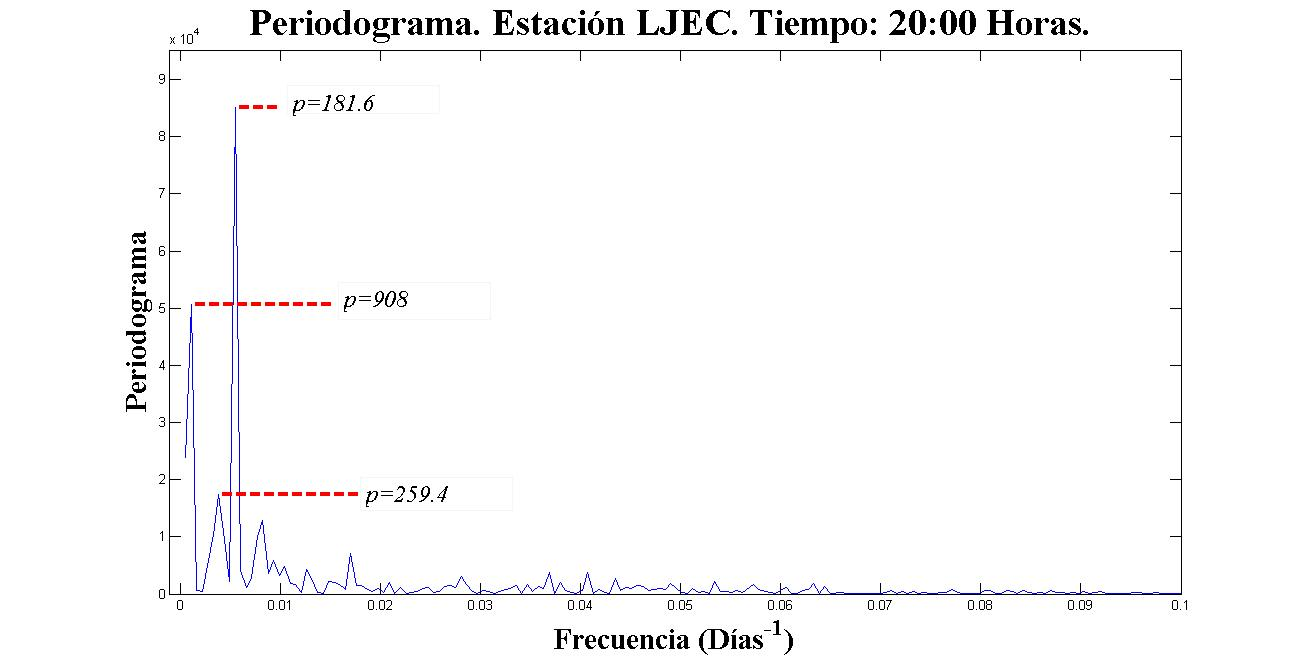 Periodograma. Estación LJEC. Tiempo: 20:00 Horas.
x 10^4
9
p=181.6
8
7
6
Periodograma
5
p=908
4
3
2
p=259.4
1
0
0 0.01 0.02 0.03 0.04 0.05 0.06 0.07 0.08 0.09 0.1
Frecuencia (Días^-1)